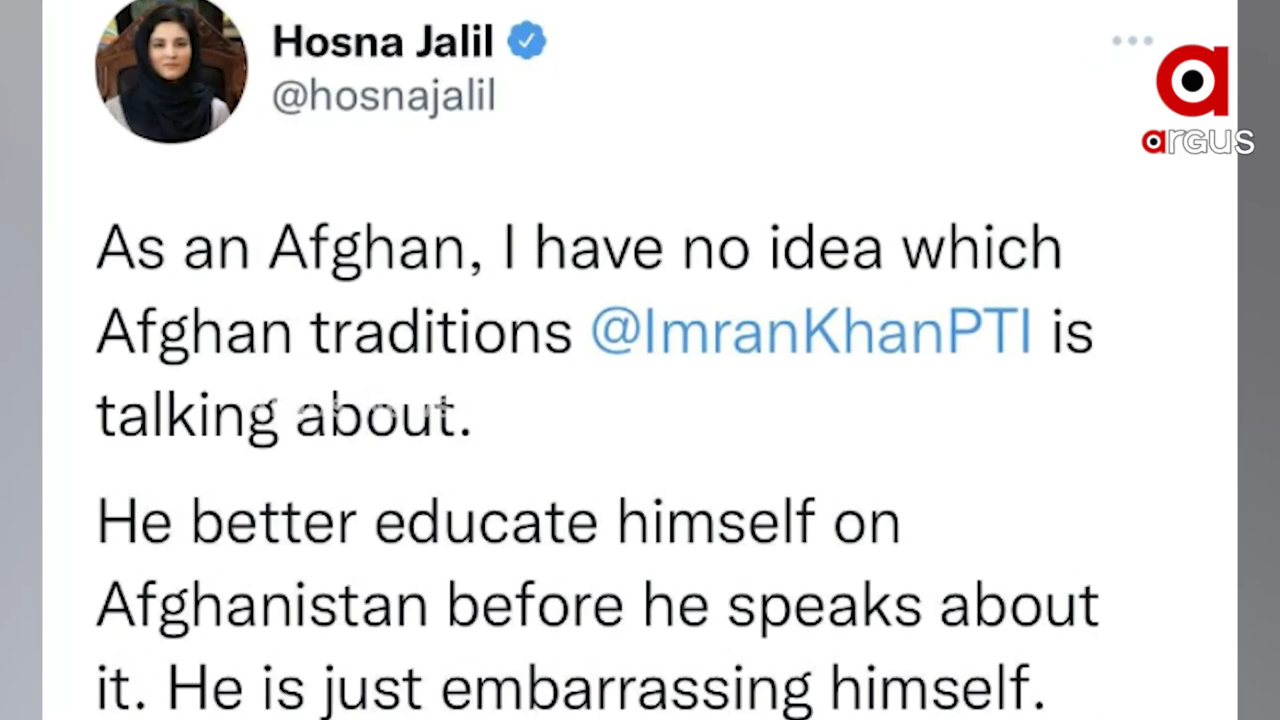 Hosna Jalil
@hosnajalil
argus
As an Afghan, I have no idea which
Afghan traditions @ImranKhanPTI is
talking about.
He better educate himself on
Afghanistan before he speaks about
it. He is just embarrassing himself.